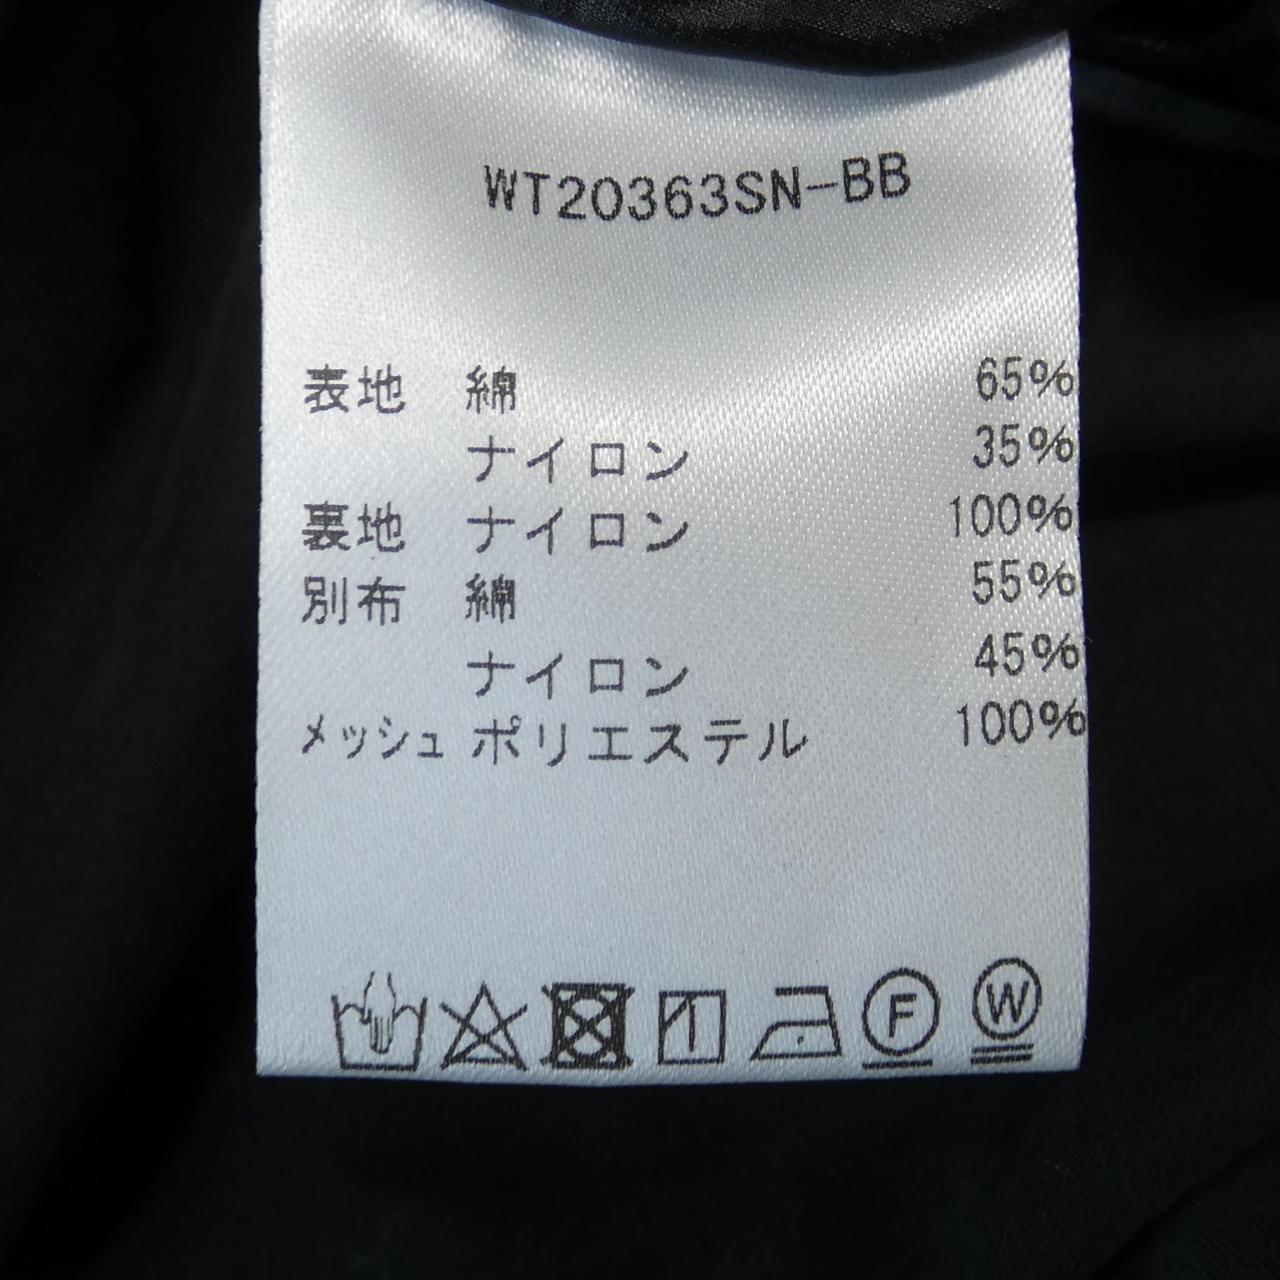 WT20363SN-BB
表地 綿 65%
ナイロン 35%
裏地 ナイロン 100%
別布 綿 55%
ナイロン 45%
メッシュ ポリエステル 100%
F W